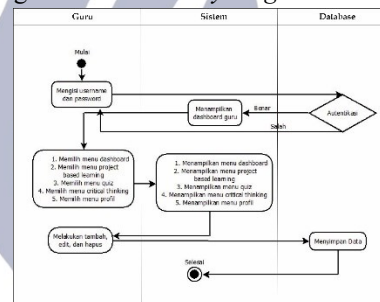 Guru Sistem Database
Mulai
Mengisi username
dan password
Menampilkan
dashboard guru
Benar
Autentikasi
Salah
1. Memilih menu dashboard
2. Memilih menu project
based learning
3. Memilih menu quiz
4. Memilih menu critical thinking
5. Memilih menu profil
1. Menampilkan menu dashboard
2. Menampilkan menu project
based learning
3. Menampilkan menu quiz
4. Menampilkan menu critical thinking
5. Menampilkan menu profil
Melakukan tambah,
edit, dan hapus
Menyimpan Data
Selesai